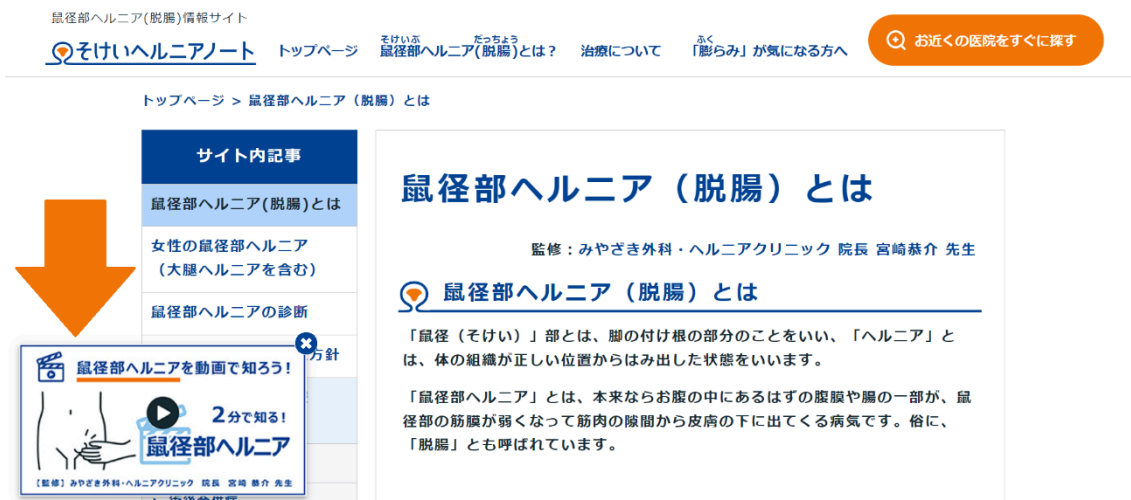 鼠径部ヘルニア(脱腸)情報サイト
そけいヘルニアノート
トップページ
そけいぶ だっちょう
鼠径部ヘルニア(脱腸)とは?
治療について
ふく
「膨らみ」が気になる方へ
お近くの医院をすぐに探す
トップページ > 鼠径部ヘルニア（脱腸）とは
サイト内記事
鼠径部ヘルニア(脱腸)とは
女性の鼠径部ヘルニア
（大腿ヘルニアを含む）
鼠径部ヘルニアの診断
方針
鼠径部ヘルニアを動画で知ろう!
2分で知る!
鼠径部ヘルニア
【監修】みやざき外科・ヘルニアクリニック 院長 宮崎 恭介 先生
鼠径部ヘルニア（脱腸）とは
監修：みやざき外科・ヘルニアクリニック 院長 宮崎恭介 先生
鼠径部ヘルニア（脱腸）とは
「鼠径（そけい）」部とは、脚の付け根の部分のことをいい、「ヘルニア」と
は、体の組織が正しい位置からはみ出した状態をいいます。
「鼠径部ヘルニア」とは、本来ならお腹の中にあるはずの腹膜や腸の一部が、鼠
径部の筋膜が弱くなって筋肉の隙間から皮膚の下に出てくる病気です。俗に、
「脱腸」とも呼ばれています。